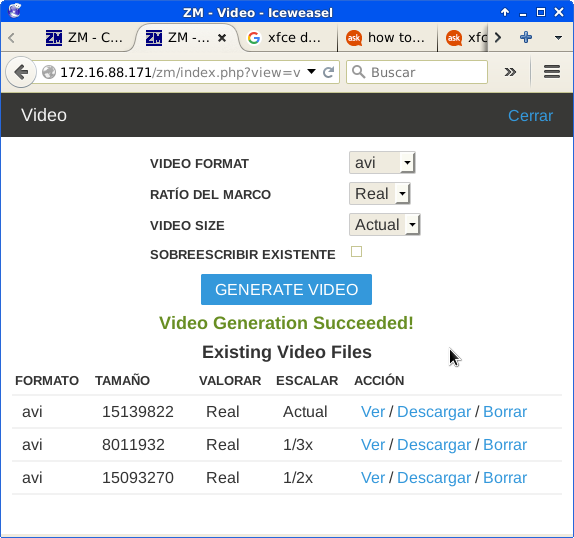 ZM - Video - Iceweasel
ZM - C... ZM -... xfce d... how to... xfc
172.16.88.171/zm/index.php?view=v Buscar
Video Cerrar
VIDEO FORMAT avi
RATÍO DEL MARCO Real
VIDEO SIZE Actual
SOBREESCRIBIR EXISTENTE
GENERATE VIDEO
Video Generation Succeeded!
Existing Video Files
FORMATO TAMAÑO VALORAR ESCALAR ACCIÓN
avi 15139822 Real Actual Ver / Descargar / Borrar
avi 8011932 Real 1/3x Ver / Descargar / Borrar
avi 15093270 Real 1/2x Ver / Descargar / Borrar